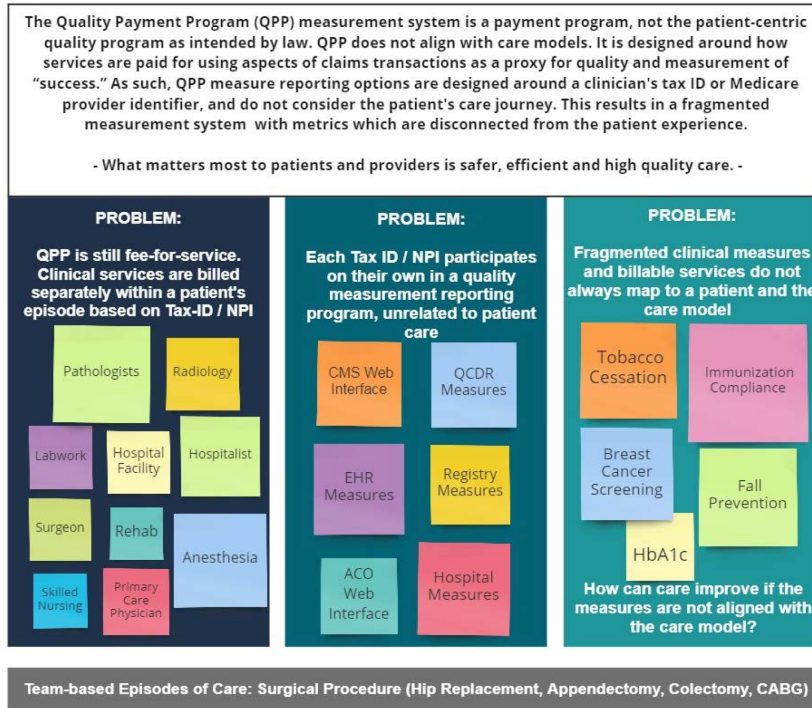 The Quality Payment Program (QPP) measurement system is a payment program, not the patient-centric
quality program as intended by law. QPP does not align with care models. It is designed around how
services are paid for using aspects of claims transactions as a proxy for quality and measurement of
“success.” As such, QPP measure reporting options are designed around a clinician's tax ID or Medicare
provider identifier, and do not consider the patient's care journey. This results in a fragmented
measurement system with metrics which are disconnected from the patient experience.
- What matters most to patients and providers is safer, efficient and high quality care. -
PROBLEM:
QPP is still fee-for-service.
Clinical services are billed
separately within a patient's
episode based on Tax-ID / NPI
Pathologists
Radiology
Labwork
Hospital
Facility
Hospitalist
Surgeon
Rehab
Anesthesia
Skilled
Nursing
Primary
Care
Physician
PROBLEM:
Each Tax ID / NPI participates
on their own in a quality
measurement reporting
program, unrelated to patient
care
CMS Web
Interface
QCDR
Measures
EHR
Measures
Registry
Measures
ACO
Web
Interface
Hospital
Measures
PROBLEM:
Fragmented clinical measures
and billable services do not
always map to a patient and the
care model
Tobacco
Cessation
Immunization
Compliance
Breast
Cancer
Screening
Fall
Prevention
HbA1c
How can care improve if the
measures are not aligned with
the care model?
Team-based Episodes of Care: Surgical Procedure (Hip Replacement, Appendectomy, Colectomy, CABG)